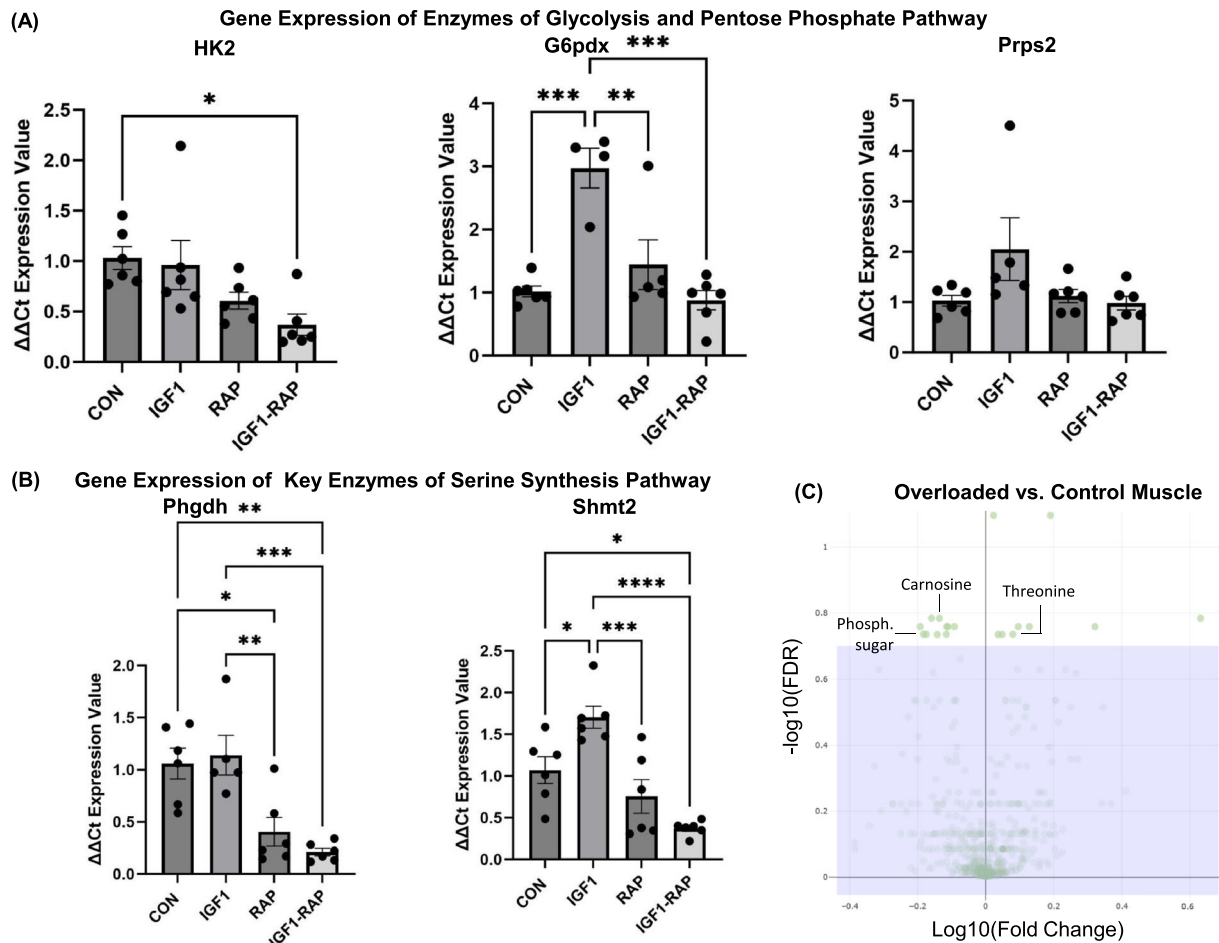 (A)
Gene Expression of Enzymes of Glycolysis and Pentose Phosphate Pathway
HK2
ΔΔCt Expression Value
2.5
2.0
1.5
1.0
0.5
0.0
*
CON
IGF1
RAP
IGF1-RAP
G6pdx
ΔΔCt Expression Value
4
3
2
1
0
***
***
**
CON
IGF1
RAP
IGF1-RAP
Prps2
ΔΔCt Expression Value
5
4
3
2
1
0
CON
IGF1
RAP
IGF1-RAP
(B)
Gene Expression of Key Enzymes of Serine Synthesis Pathway
Phgdh
ΔΔCt Expression Value
2.0
1.5
1.0
0.5
0.0
**
***
*
**
CON
IGF1
RAP
IGF1-RAP
Shmt2
ΔΔCt Expression Value
2.5
2.0
1.5
1.0
0.5
0.0
*
****
*
***
CON
IGF1
RAP
IGF1-RAP
(C)
Overloaded vs. Control Muscle
-log10(FDR)
1
0.8
0.6
0.4
0.2
0
Carnosine
Threonine
Phosph.
sugar
−0.4
−0.2
0
0.2
0.4
0.6
Log10(Fold Change)